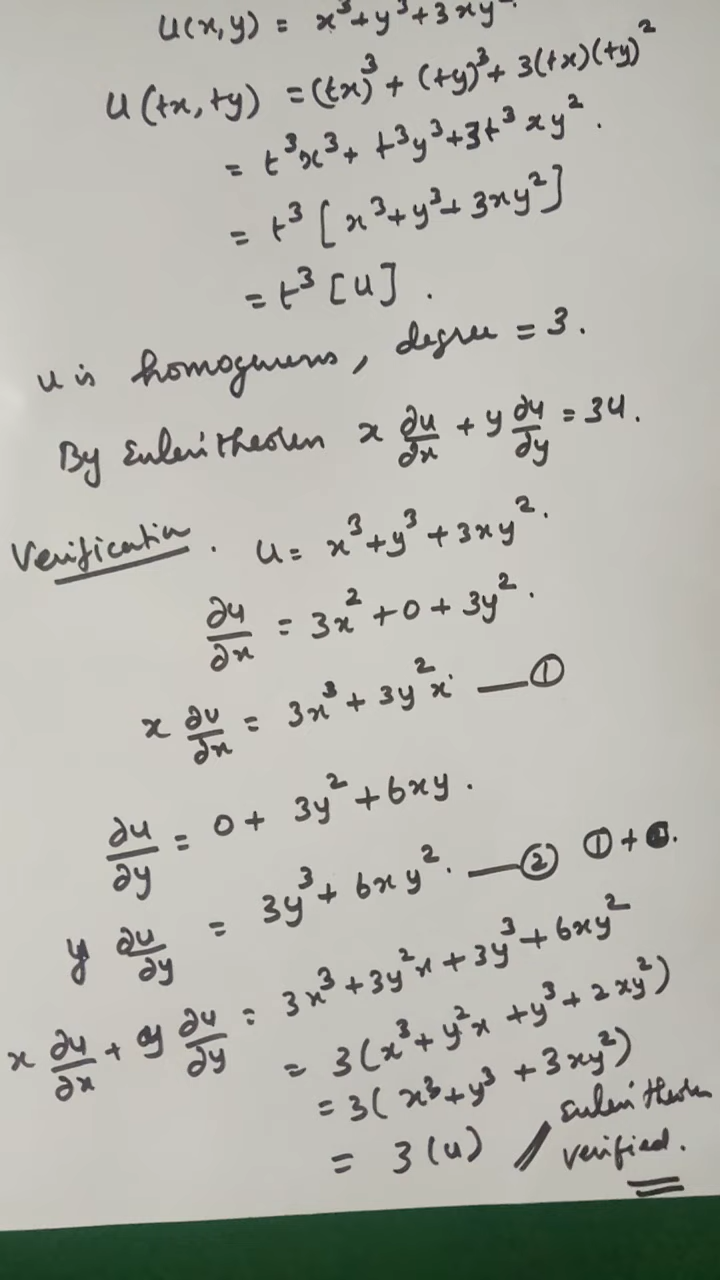 u(x,y) = x³+y³+3xy²
u(tx,ty) = (tx)³ + (ty)³ + 3(tx)(ty)²
= t³x³ + t³y³+3t³xy².
= t³ [x³+y³+3xy²]
= t³ [u].
u is homogeneous, degree = 3.
By Euler's theorem x ∂u/∂x + y ∂u/∂y = 3u.
Verification. u = x³+y³+3xy².
∂u/∂x = 3x²+0+3y².
x ∂u/∂x = 3x³+3y²x —①
∂u/∂y = 0+ 3y²+6xy.
y ∂u/∂y = 3y³+6xy². —② ①+②.
x ∂u/∂x + y ∂u/∂y = 3x³+3y²x+3y³+6xy²
= 3(x³+y²x+y³+2xy²)
= 3(x³+y³+3xy²)
= 3(u) // Euler's theorem
verified.